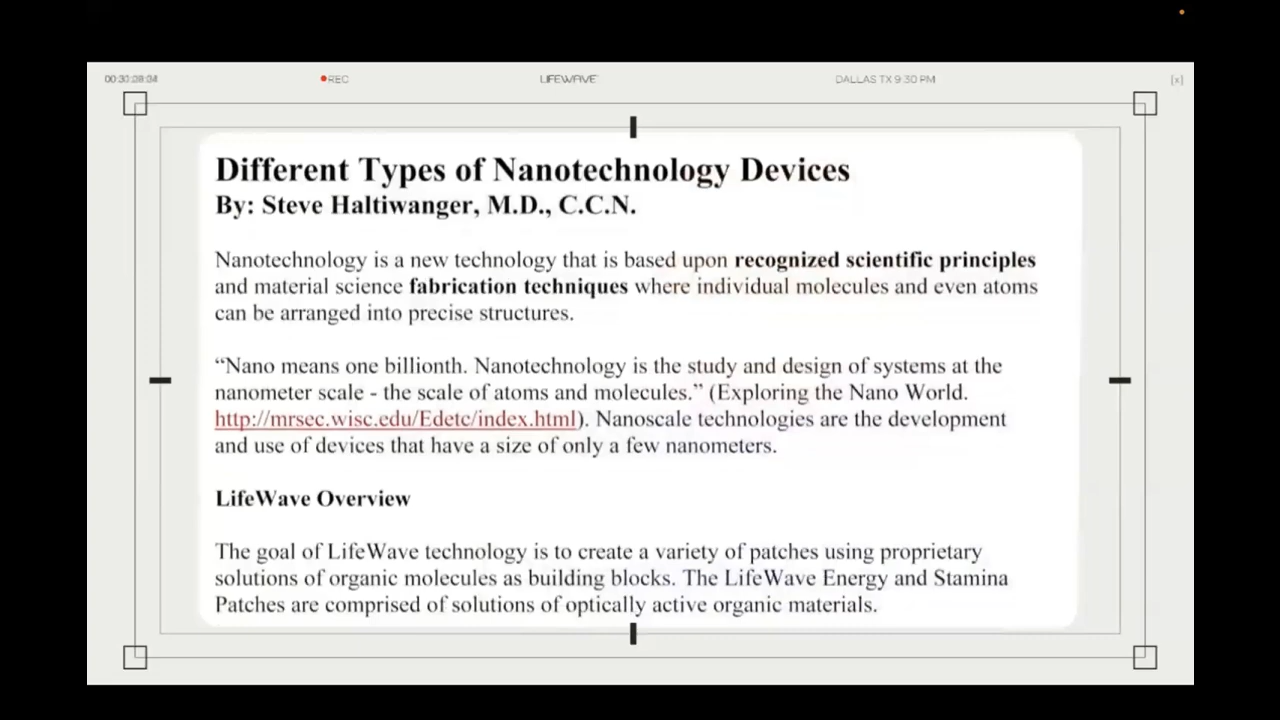 00:30:28:04 REC LIFEWAVE DALLAS TX 9:30 PM [x]
Different Types of Nanotechnology Devices
By: Steve Haltiwanger, M.D., C.C.N.
Nanotechnology is a new technology that is based upon recognized scientific principles
and material science fabrication techniques where individual molecules and even atoms
can be arranged into precise structures.
“Nano means one billionth. Nanotechnology is the study and design of systems at the
nanometer scale - the scale of atoms and molecules.” (Exploring the Nano World.
http://mrsec.wisc.edu/Edetc/index.html). Nanoscale technologies are the development
and use of devices that have a size of only a few nanometers.
LifeWave Overview
The goal of LifeWave technology is to create a variety of patches using proprietary
solutions of organic molecules as building blocks. The LifeWave Energy and Stamina
Patches are comprised of solutions of optically active organic materials.